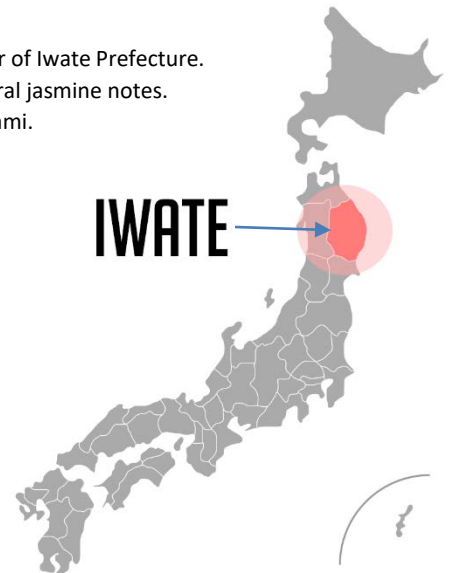 r of Iwate Prefecture.
ral jasmine notes.
ami.
IWATE